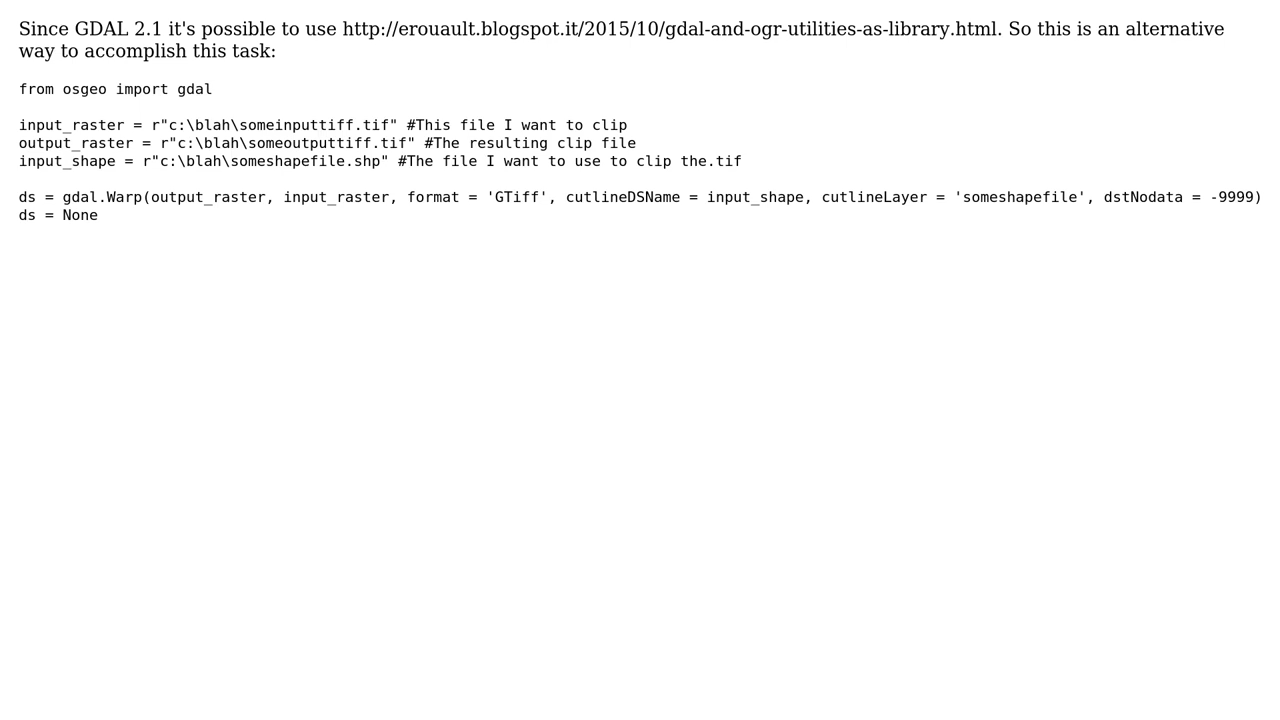 Since GDAL 2.1 it's possible to use http://erouault.blogspot.it/2015/10/gdal-and-ogr-utilities-as-library.html. So this is an alternative
way to accomplish this task:
from osgeo import gdal
input_raster = r"c:\blah\someinputtiff.tif" #This file I want to clip
output_raster = r"c:\blah\someoutputtiff.tif" #The resulting clip file
input_shape = r"c:\blah\someshapefile.shp" #The file I want to use to clip the.tif
ds = gdal.Warp(output_raster, input_raster, format = 'GTiff', cutlineDSName = input_shape, cutlineLayer = 'someshapefile', dstNodata = -9999)
ds = None